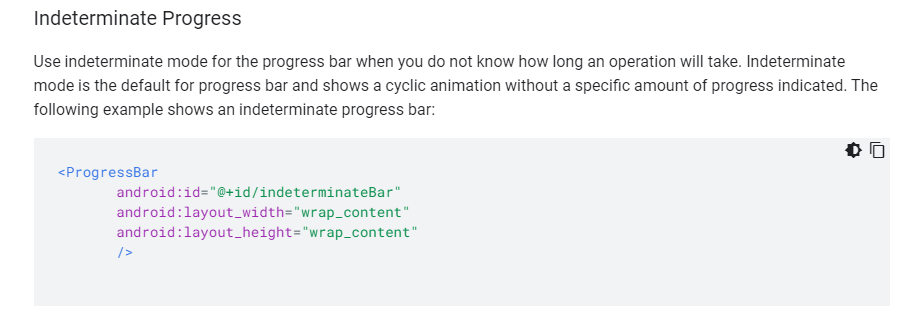 Indeterminate Progress
Use indeterminate mode for the progress bar when you do not know how long an operation will take. Indeterminate
mode is the default for progress bar and shows a cyclic animation without a specific amount of progress indicated. The
following example shows an indeterminate progress bar:
<ProgressBar
android:id="@+id/indeterminateBar"
android:layout_width="wrap_content"
android:layout_height="wrap_content"
/>